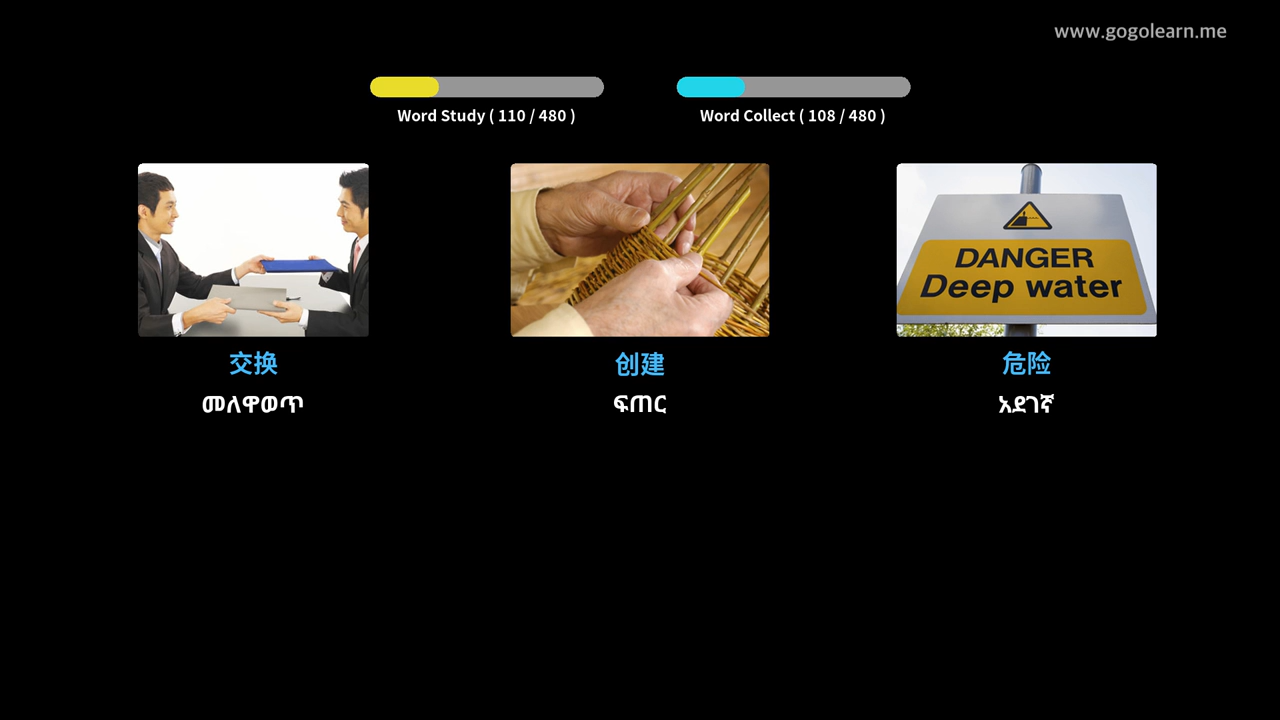 www.gogolearn.me
Word Study ( 110 / 480 )
Word Collect ( 108 / 480 )
DANGER
Deep water
交换
创建
危险
መለዋወጥ
ፍጠር
አደገኛ